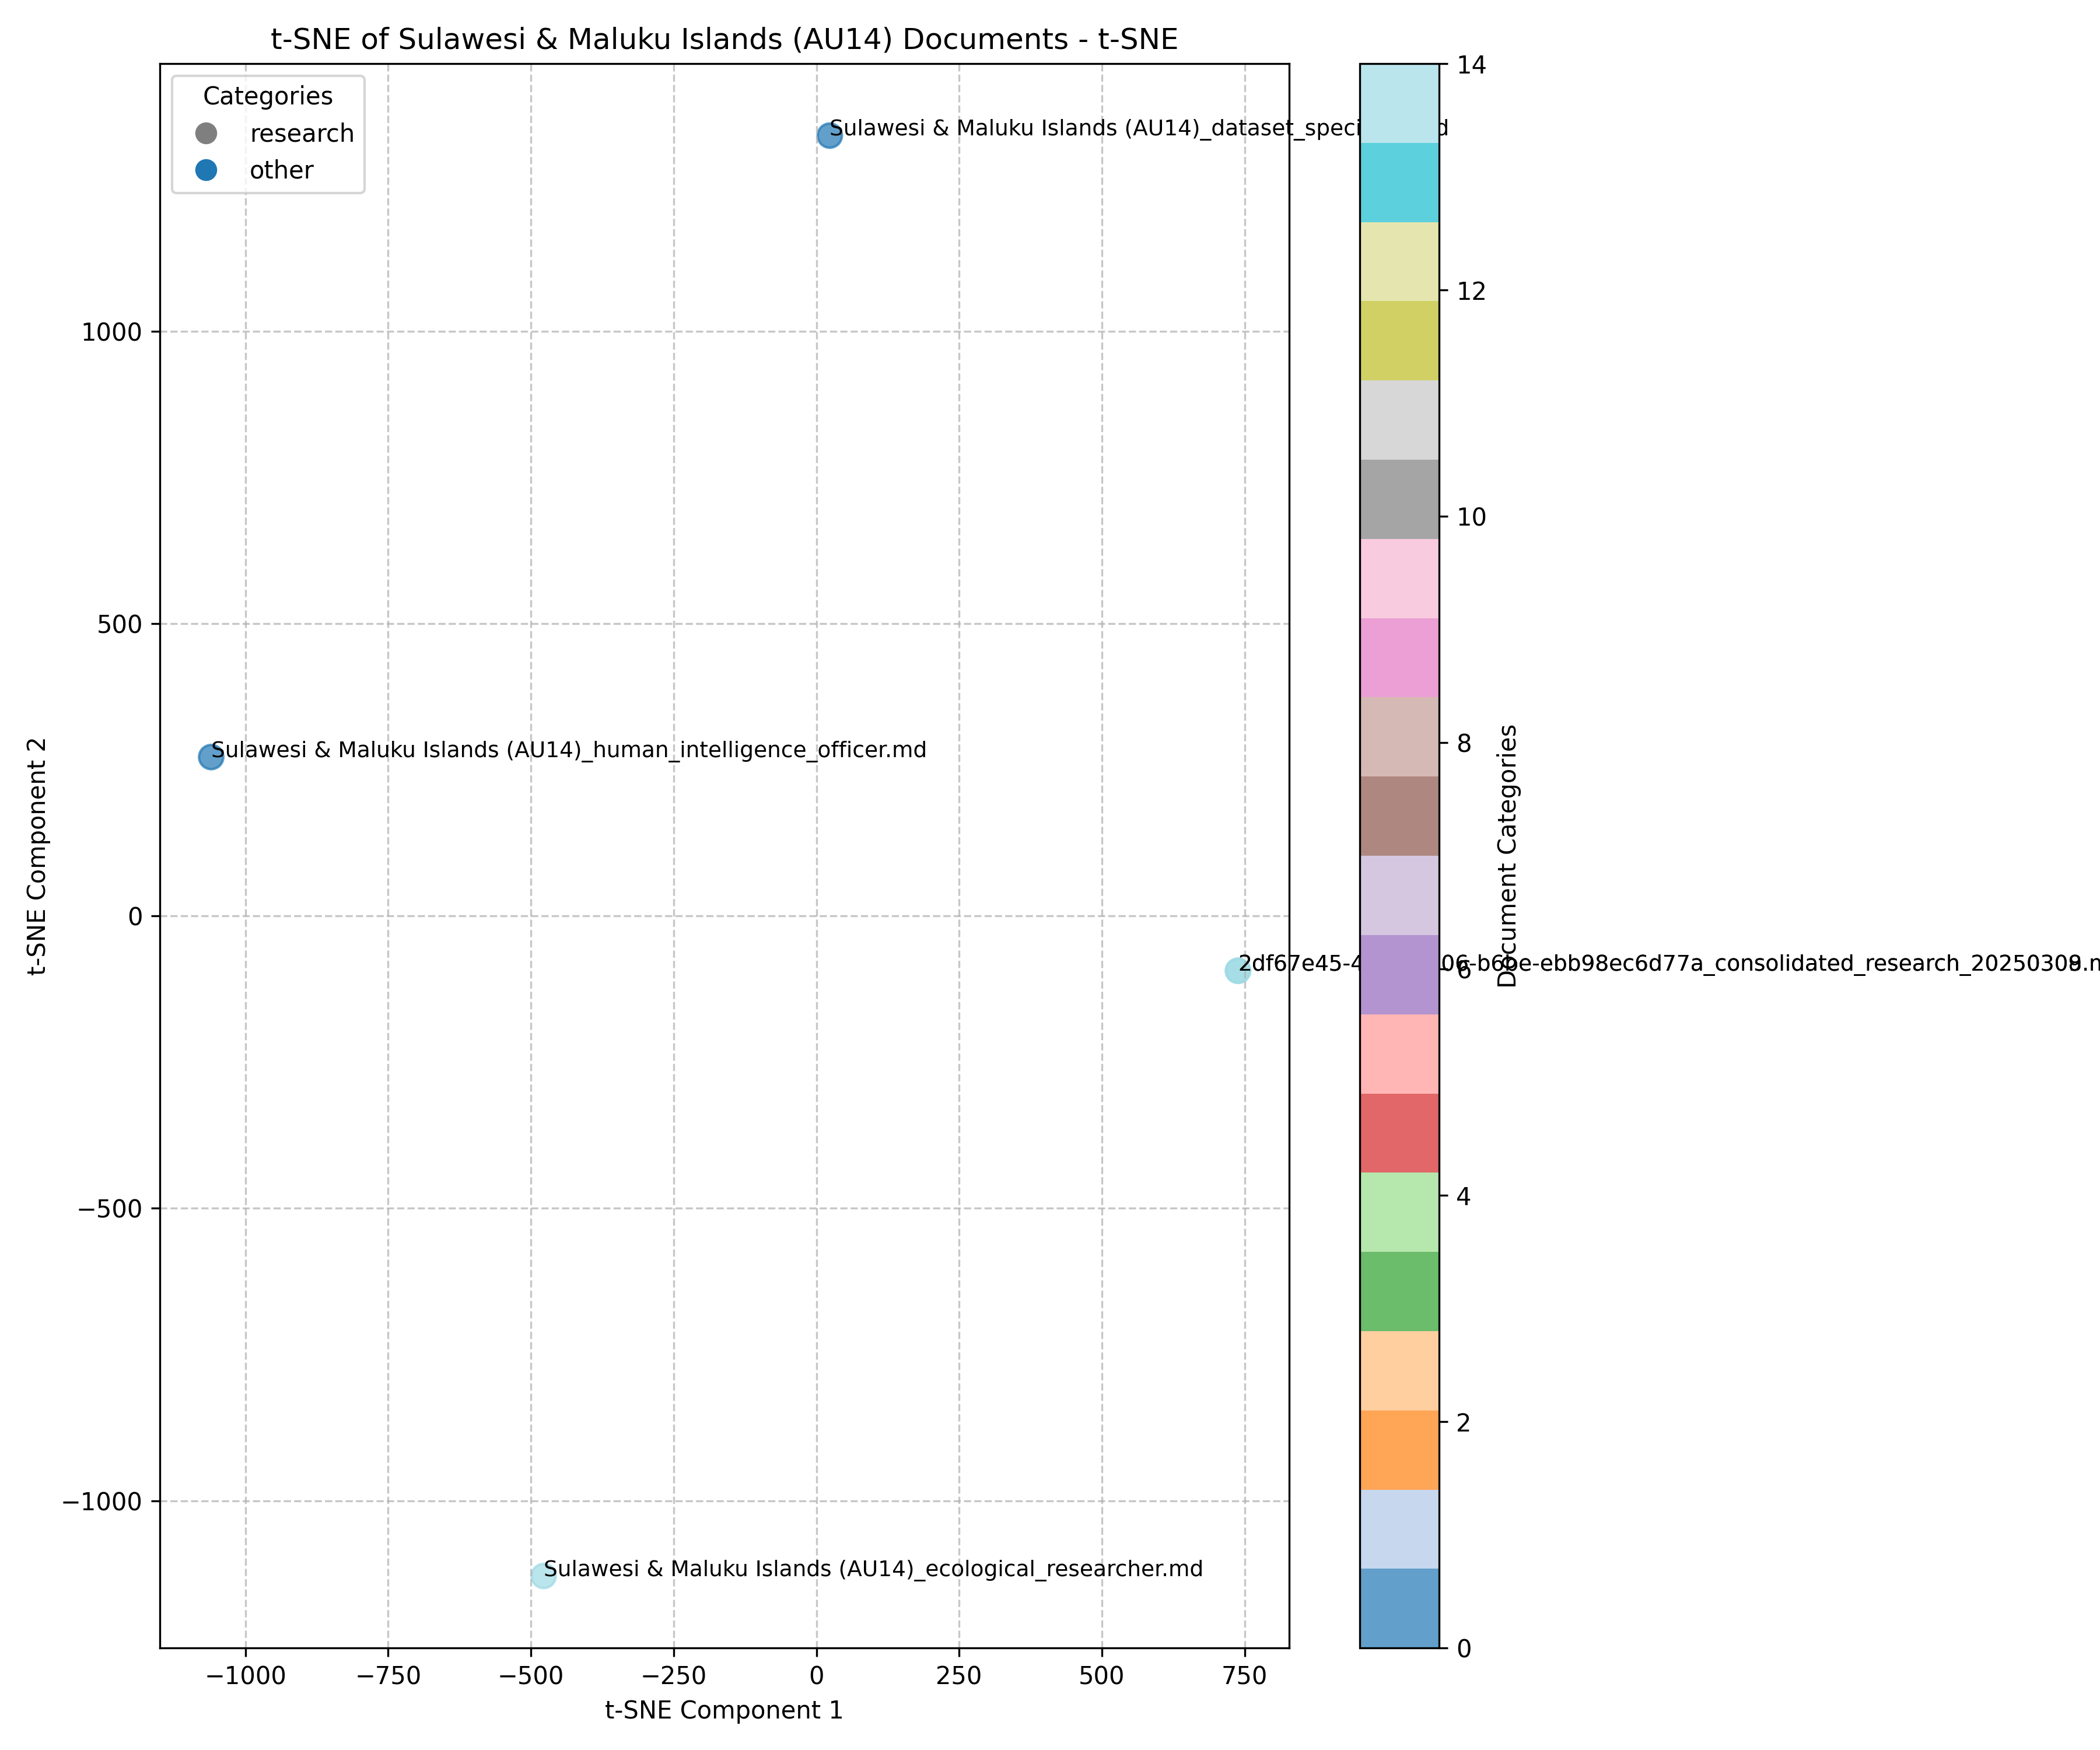 t-SNE of Sulawesi & Maluku Islands (AU14) Documents - t-SNE
Categories
research
other
Sulawesi & Maluku Islands (AU14)_dataset_speci
Sulawesi & Maluku Islands (AU14)_human_intelligence_officer.md
2df67e45-4
-ebb98ec6d77a_consolidated_research_2025030
Sulawesi & Maluku Islands (AU14)_ecological_researcher.md
t-SNE Component 2
1000
500
0
−500
−1000
−1000
−750
−500
−250
0
250
500
750
t-SNE Component 1
14
12
10
8
6
4
2
0
Document Categories